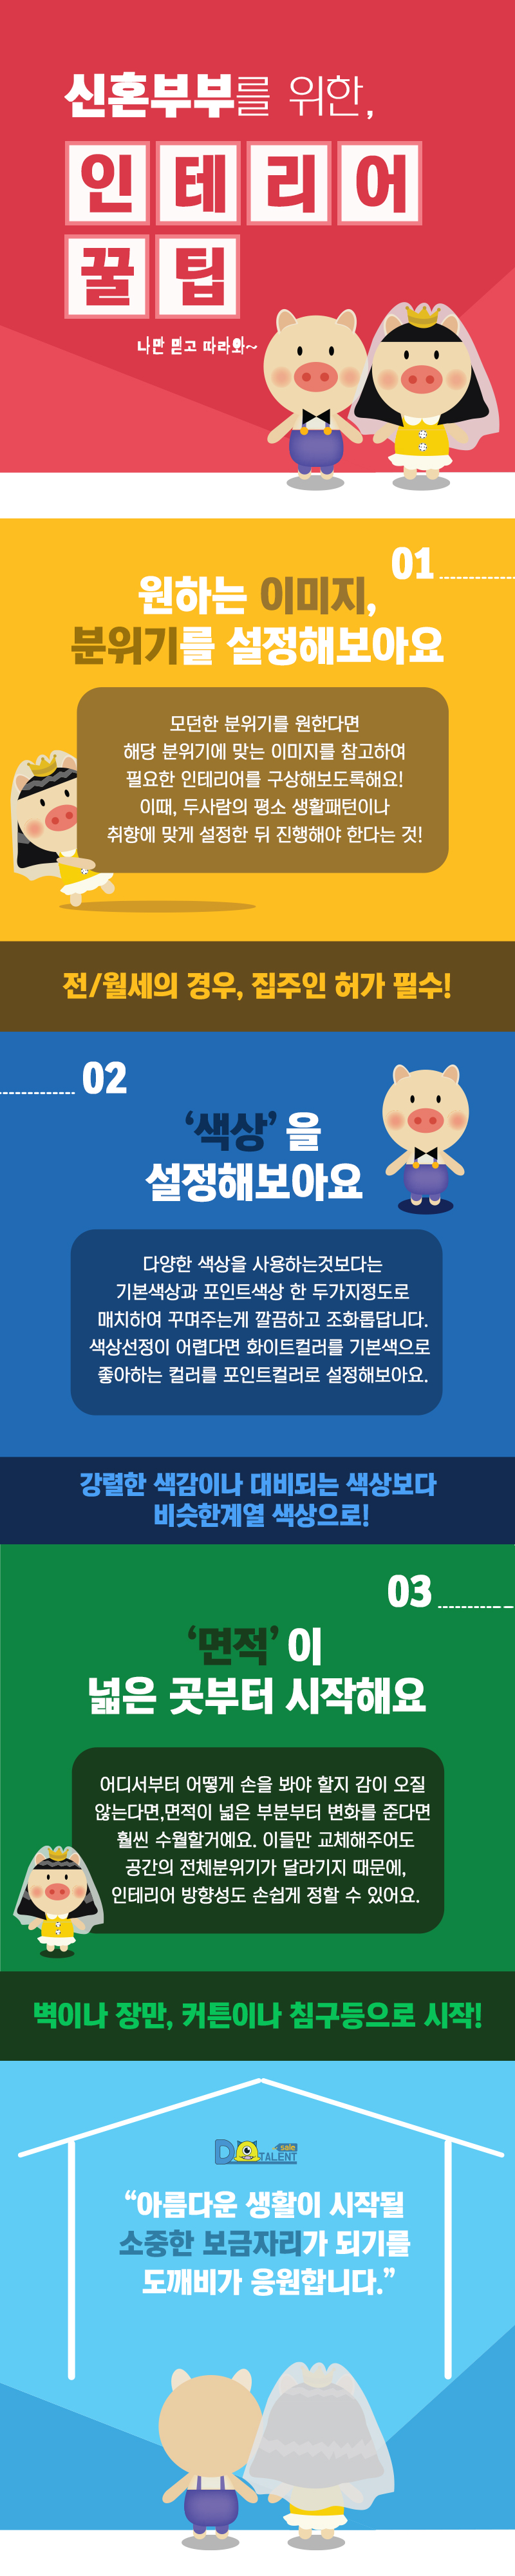 신혼부부를 위한,
인테리어
꿀팁
나만 믿고 따라와~
01
원하는 이미지,
분위기를 설정해보아요
모던한 분위기를 원한다면
해당 분위기에 맞는 이미지를 참고하여
필요한 인테리어를 구상해보도록해요!
이때, 두사람의 평소 생활패턴이나
취향에 맞게 설정한 뒤 진행해야 한다는 것!
전/월세의 경우, 집주인 허가 필수!
02
‘색상’ 을
설정해보아요
다양한 색상을 사용하는것보다는
기본색상과 포인트색상 한 두가지정도로
매치하여 꾸며주는게 깔끔하고 조화롭답니다.
색상선정이 어렵다면 화이트컬러를 기본색으로
좋아하는 컬러를 포인트컬러로 설정해보아요.
강렬한 색감이나 대비되는 색상보다
비슷한계열 색상으로!
03
‘면적’ 이
넓은 곳부터 시작해요
어디서부터 어떻게 손을 봐야 할지 감이 오질
않는다면,면적이 넓은 부분부터 변화를 준다면
훨씬 수월할거예요. 이들만 교체해주어도
공간의 전체분위기가 달라기지 때문에,
인테리어 방향성도 손쉽게 정할 수 있어요.
벽이나 장만, 커튼이나 침구등으로 시작!
sale
TALENT
“아름다운 생활이 시작될
소중한 보금자리가 되기를
도깨비가 응원합니다.”